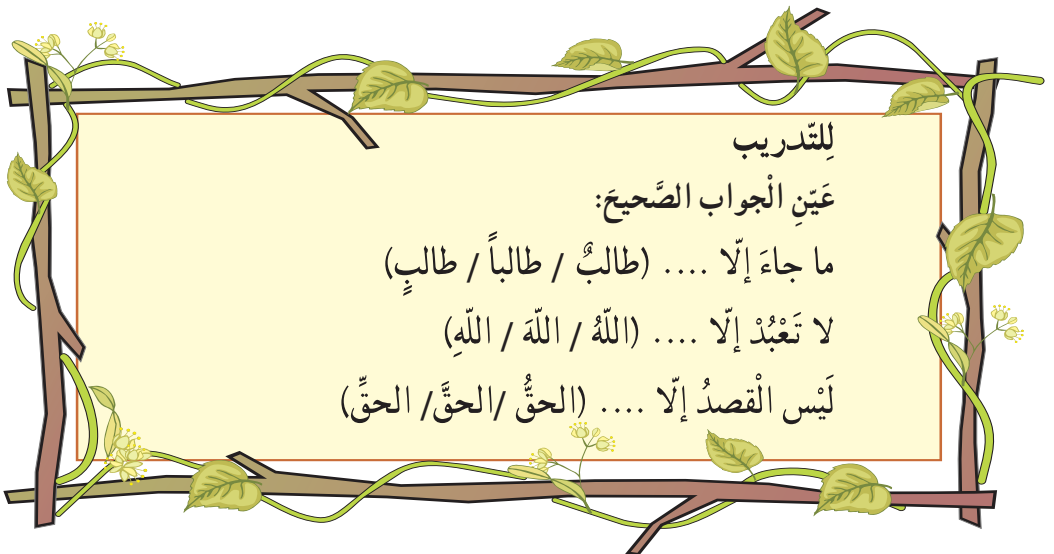 لِلتّدريب
عَيّنِ الْجواب الصَّحيحَ:
ما جاءَ إلّا .... (طالبٌ / طالباً / طالبٍ)
لا تَعْبُدْ إلّا .... (اللّهُ / اللّهَ / اللّهِ)
لَيْس الْقصدُ إلّا .... (الحقُّ /الحقَّ/ الحقِّ)